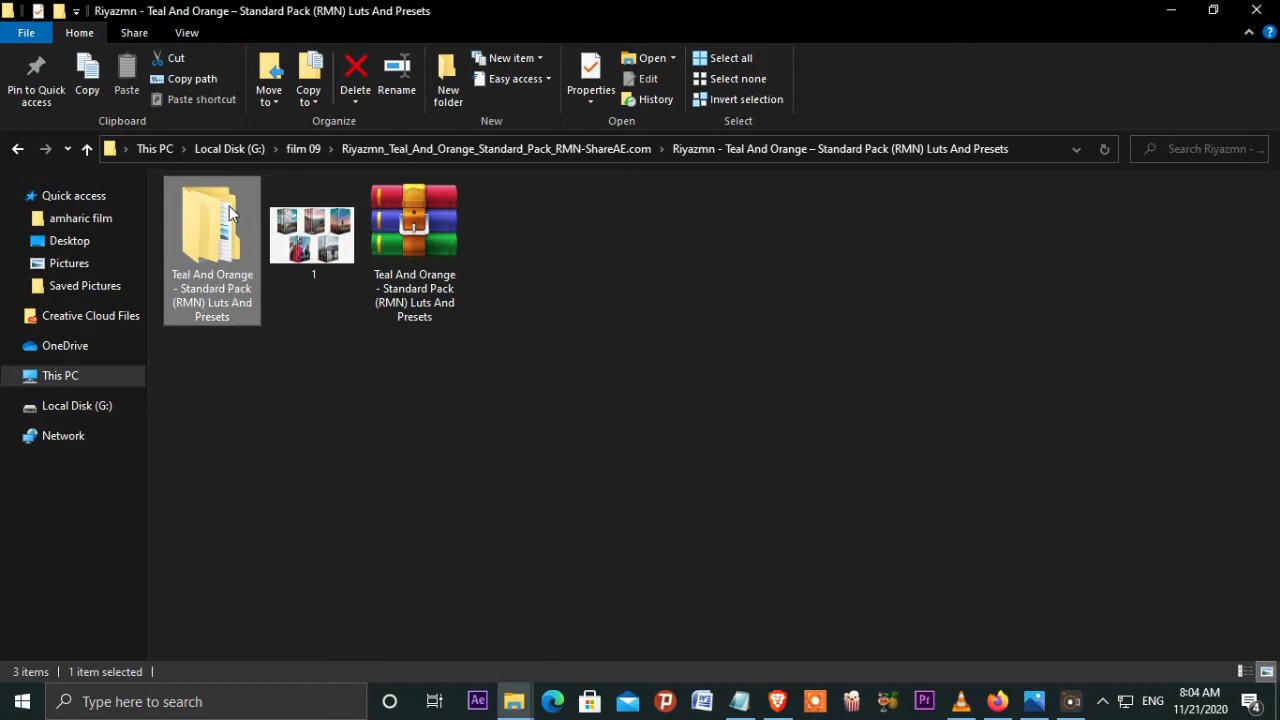 Riyazmn - Teal And Orange – Standard Pack (RMN) Luts And Presets
File Home Share View
Pin to Quick access
Copy
Paste
Cut
Copy path
Paste shortcut
Clipboard
Move to
Copy to
Delete
Rename
Organize
New folder
New item
Easy access
New
Properties
Open
Edit
History
Open
Select all
Select none
Invert selection
Select
This PC › Local Disk (G:) › film 09 › Riyazmn_Teal_And_Orange_Standard_Pack_RMN-ShareAE.com › Riyazmn - Teal And Orange – Standard Pack (RMN) Luts And Presets
Search Riyazmn - ...
Quick access
amharic film
Desktop
Pictures
Saved Pictures
Creative Cloud Files
OneDrive
This PC
Local Disk (G:)
Network
Teal And Orange
- Standard Pack
(RMN) Luts And
Presets
1
Teal And Orange
- Standard Pack
(RMN) Luts And
Presets
3 items 1 item selected
Type here to search
Ae
Pr
ENG
8:04 AM
11/21/2020
4